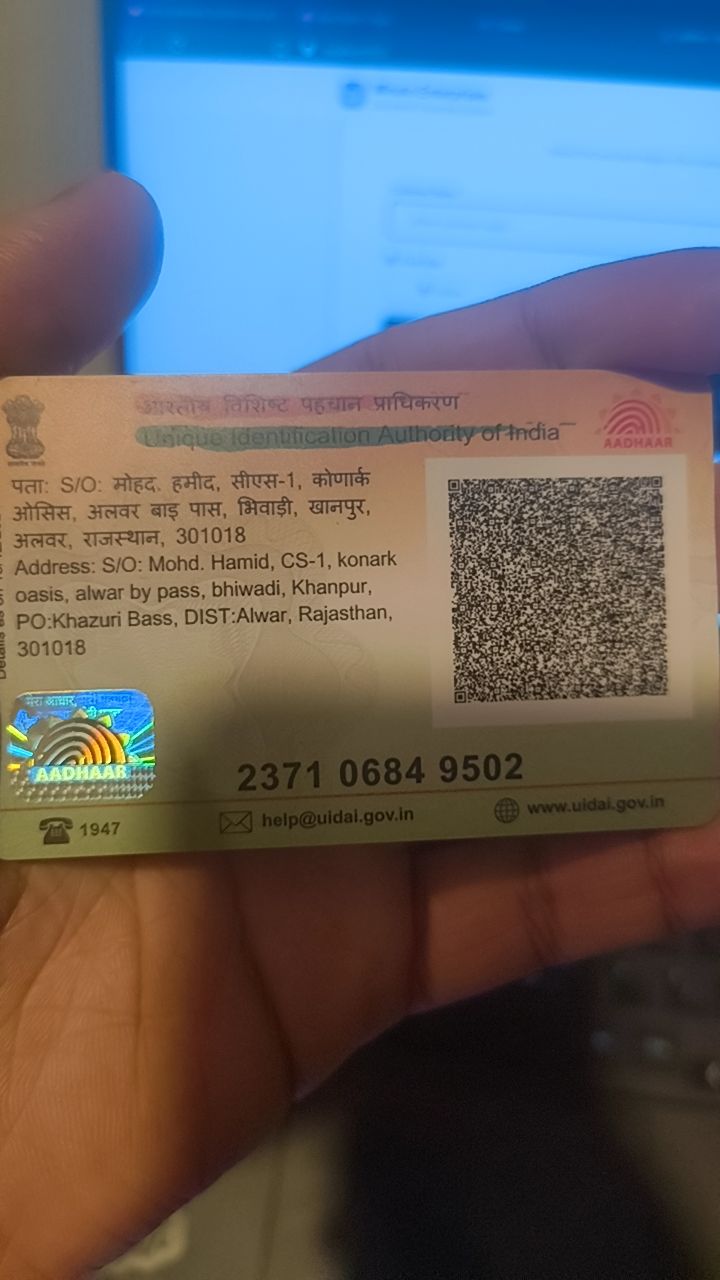 भारतीय विशिष्ट पहचान प्राधिकरण
Unique Identification Authority of India
AADHAAR
पता: S/O: मोहद. हमीद, सीएस-1, कोणार्क
ओसिस, अलवर बाइ पास, भिवाड़ी, खानपुर,
अलवर, राजस्थान, 301018
Address: S/O: Mohd. Hamid, CS-1, konark
oasis, alwar by pass, bhiwadi, Khanpur,
PO:Khazuri Bass, DIST:Alwar, Rajasthan,
301018
AADHAAR
2371 0684 9502
1947
help@uidai.gov.in
www.uidai.gov.in